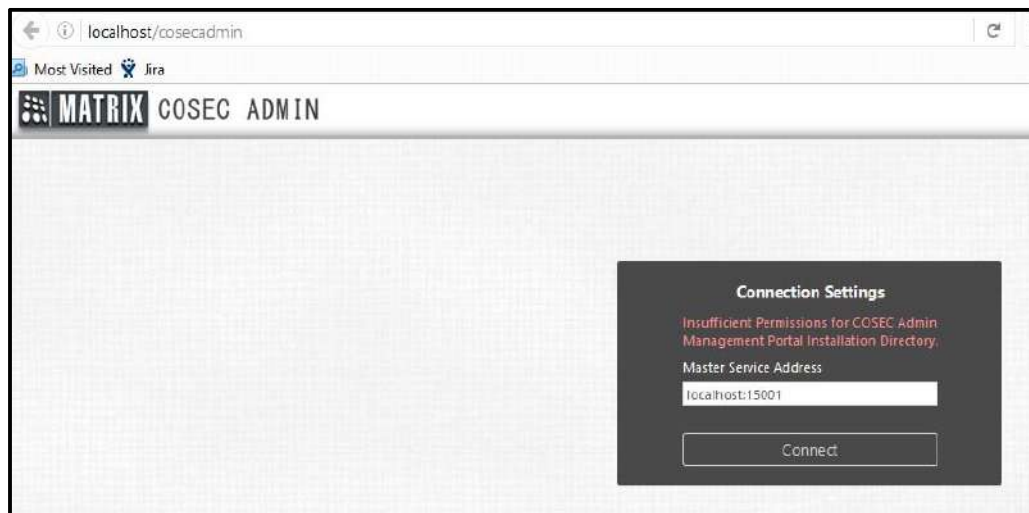 localhost/cosecadmin
Most Visited Jira
MATRIX COSEC ADMIN
Connection Settings
Insufficient Permissions for COSEC Admin
Management Portal Installation Directory.
Master Service Address
localhost:15001
Connect